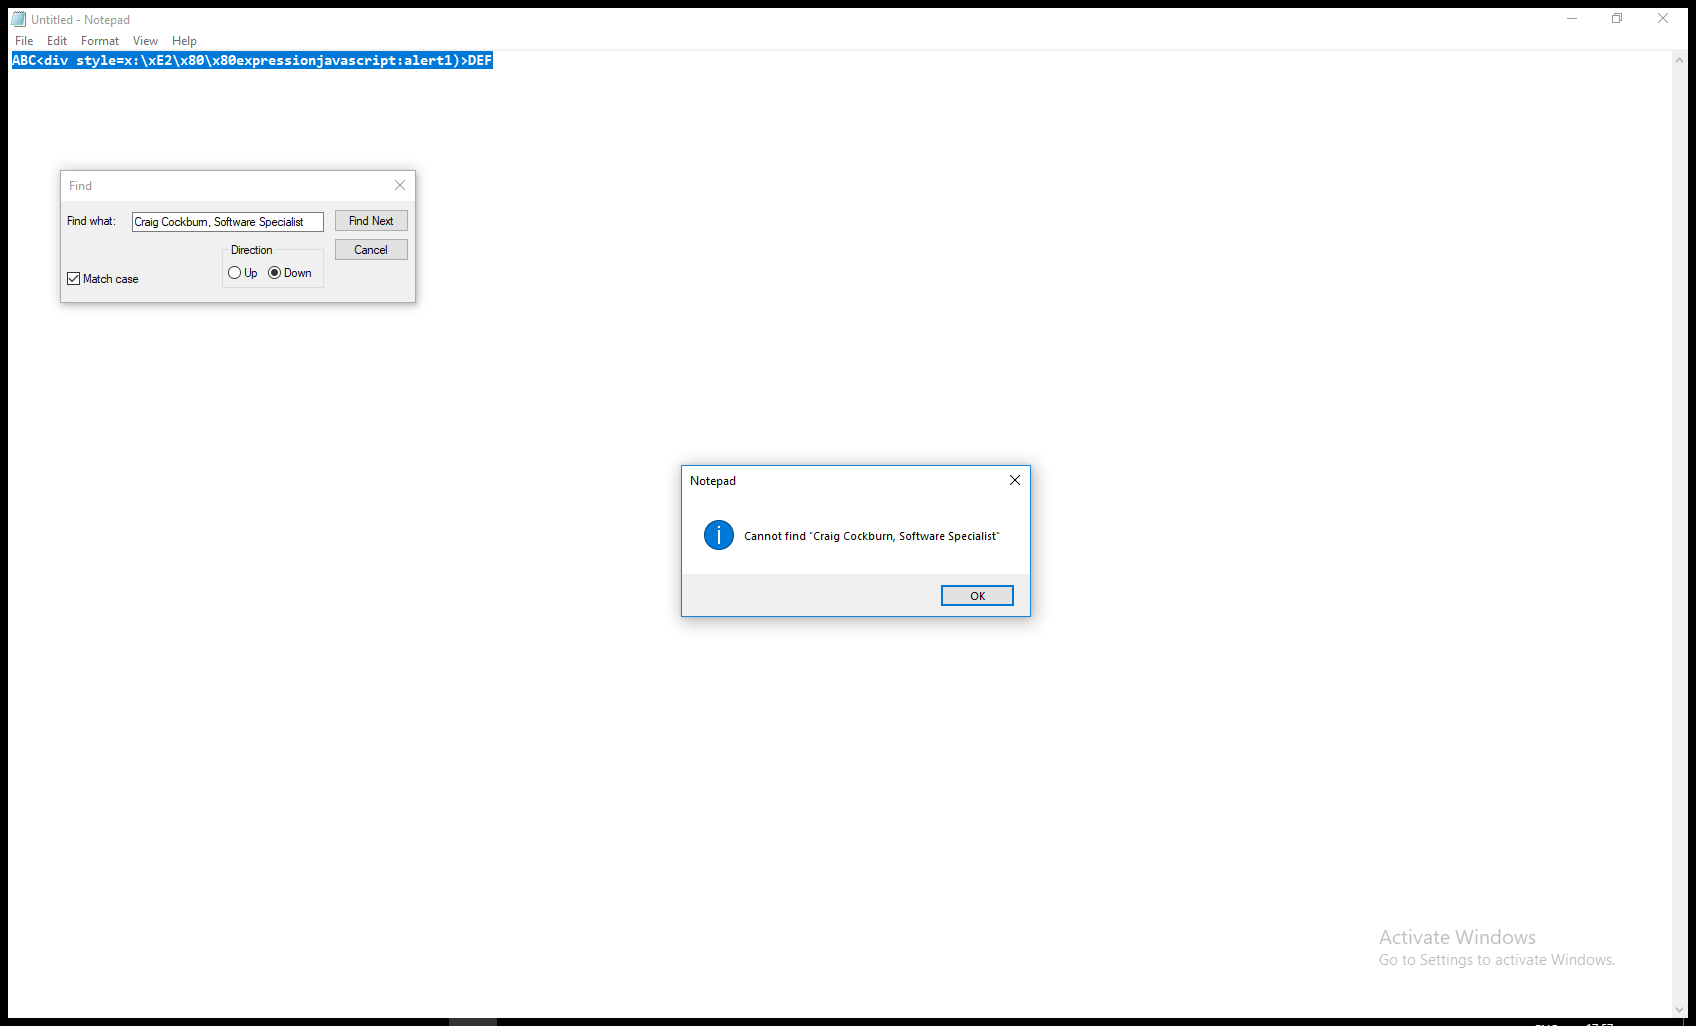 Untitled - Notepad
File Edit Format View Help
ABC<div style=x:\xE2\x80\x80expressionjavascript:alert1)>DEF
Find
Find what: Craig Cockburn, Software Specialist Find Next
Direction Cancel
Up Down
Match case
Notepad
Cannot find "Craig Cockburn, Software Specialist"
OK
Activate Windows
Go to Settings to activate Windows.